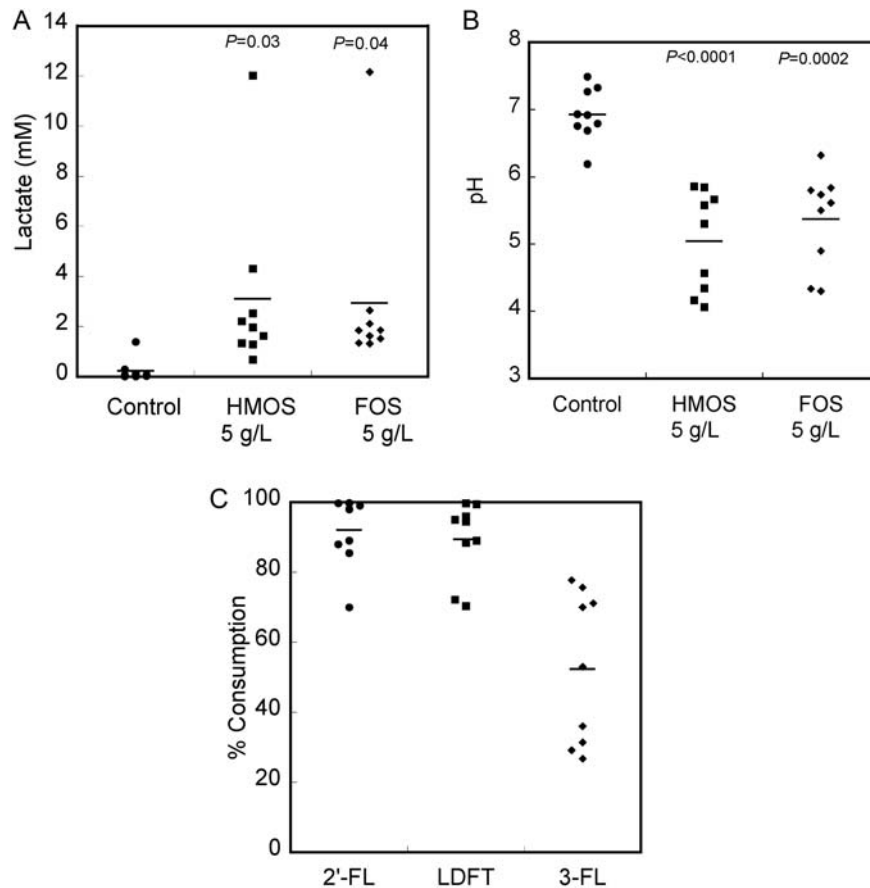 A
14
12
10
8
6
4
2
0
Lactate (mM)
P=0.03
P=0.04
Control
HMOS
5 g/L
FOS
5 g/L
B
8
7
6
5
4
3
pH
P<0.0001
P=0.0002
Control
HMOS
5 g/L
FOS
5 g/L
C
100
80
60
40
20
0
% Consumption
2'-FL
LDFT
3-FL